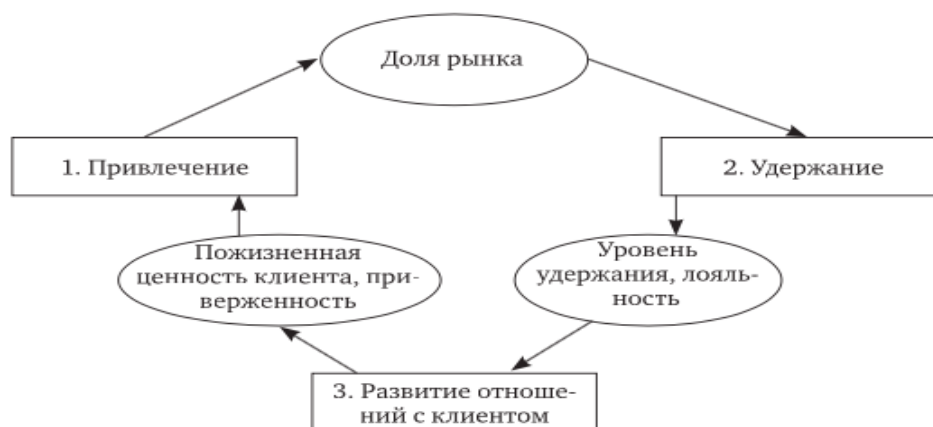 Доля рынка
1. Привлечение
2. Удержание
Пожизненная
ценность клиента, при-
верженность
Уровень
удержания, лояль-
ность
3. Развитие отноше-
ний с клиентом